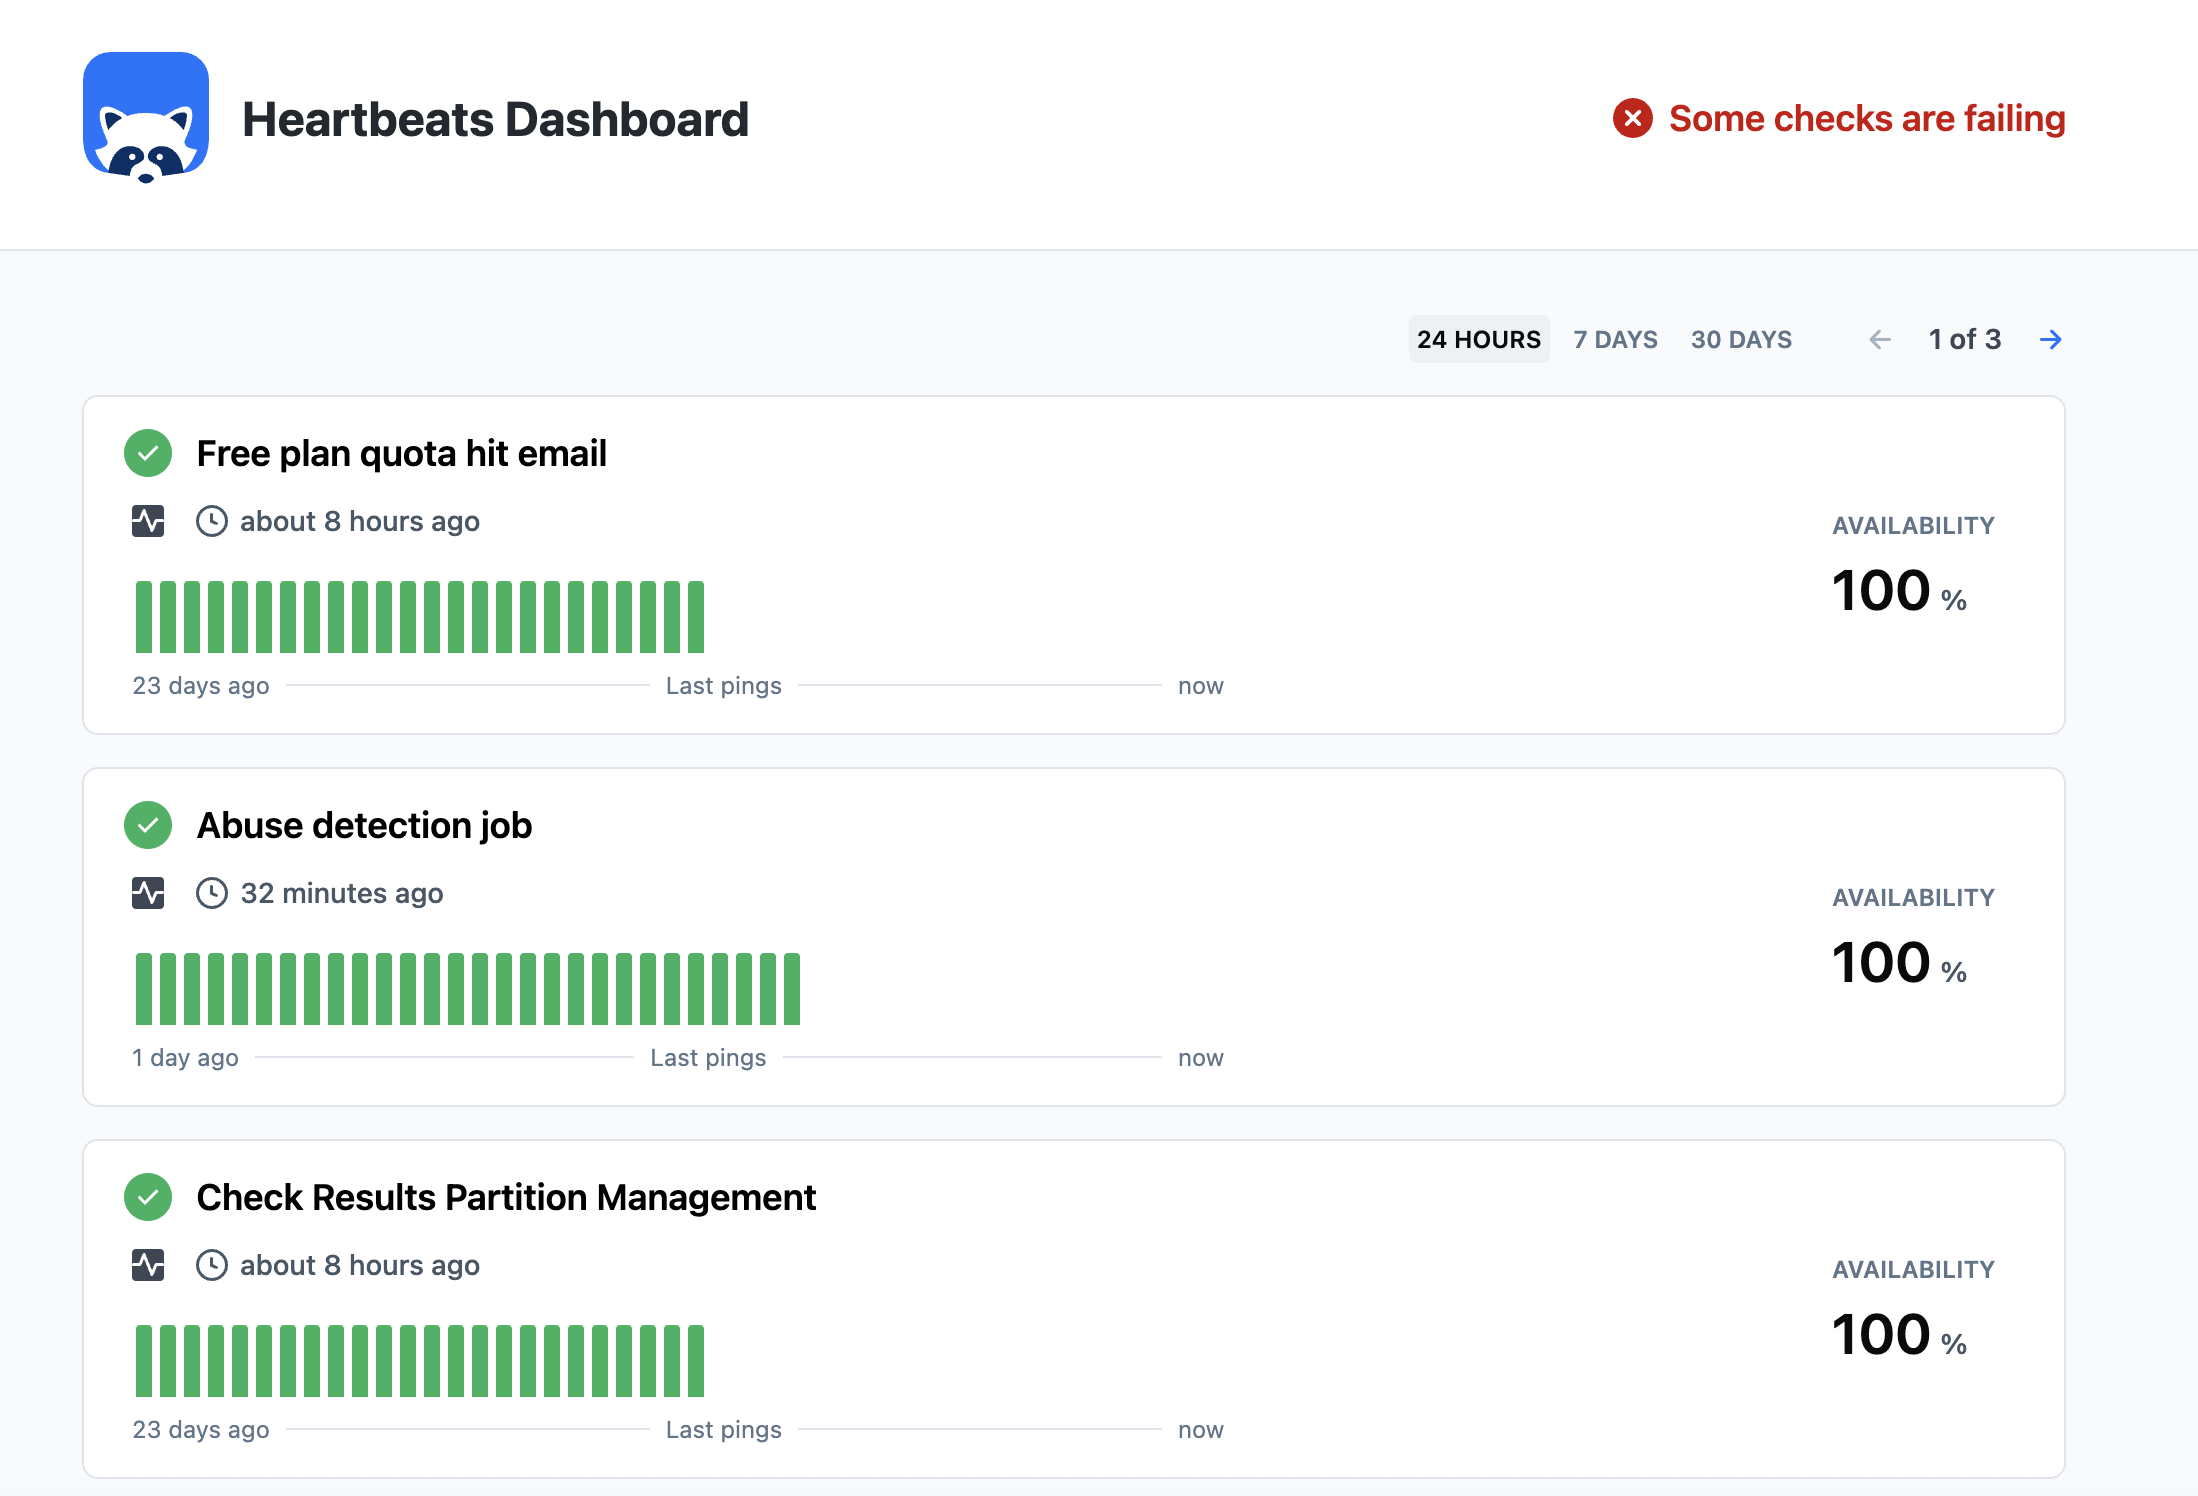 Heartbeats Dashboard
Some checks are failing
24 HOURS 7 DAYS 30 DAYS 1 of 3
Free plan quota hit email
about 8 hours ago
AVAILABILITY
100 %
23 days ago Last pings now
Abuse detection job
32 minutes ago
AVAILABILITY
100 %
1 day ago Last pings now
Check Results Partition Management
about 8 hours ago
AVAILABILITY
100 %
23 days ago Last pings now